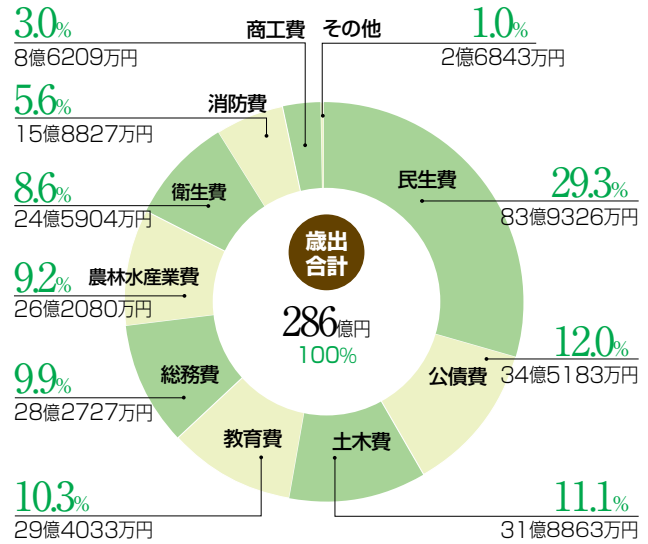 民生費
29.3%
83億9326万円
公債費
12.0%
34億5183万円
土木費
11.1%
31億8863万円
教育費
10.3%
29億4033万円
総務費
9.9%
28億2727万円
農林水産業費
9.2%
26億2080万円
衛生費
8.6%
24億5904万円
消防費
5.6%
15億8827万円
商工費
3.0%
8億6209万円
その他
1.0%
2億6843万円
歳出
合計
286億円
100%